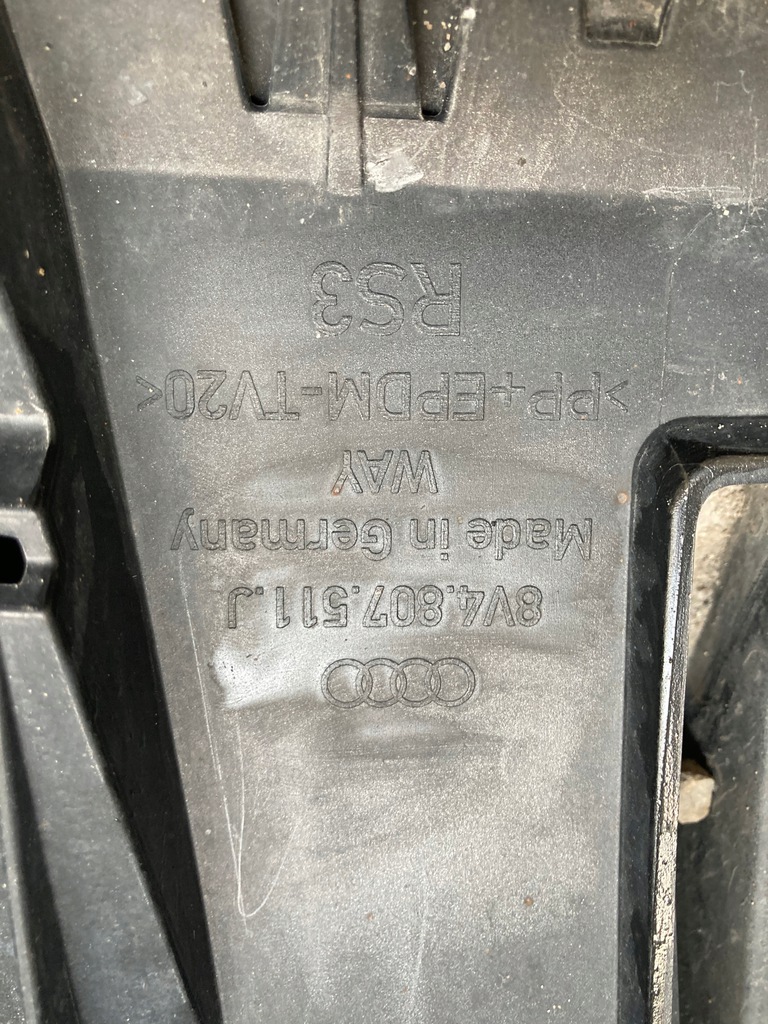 8V4.807.511.J
Made in Germany
WAY
>PP+EPDM-TV20<
RS3